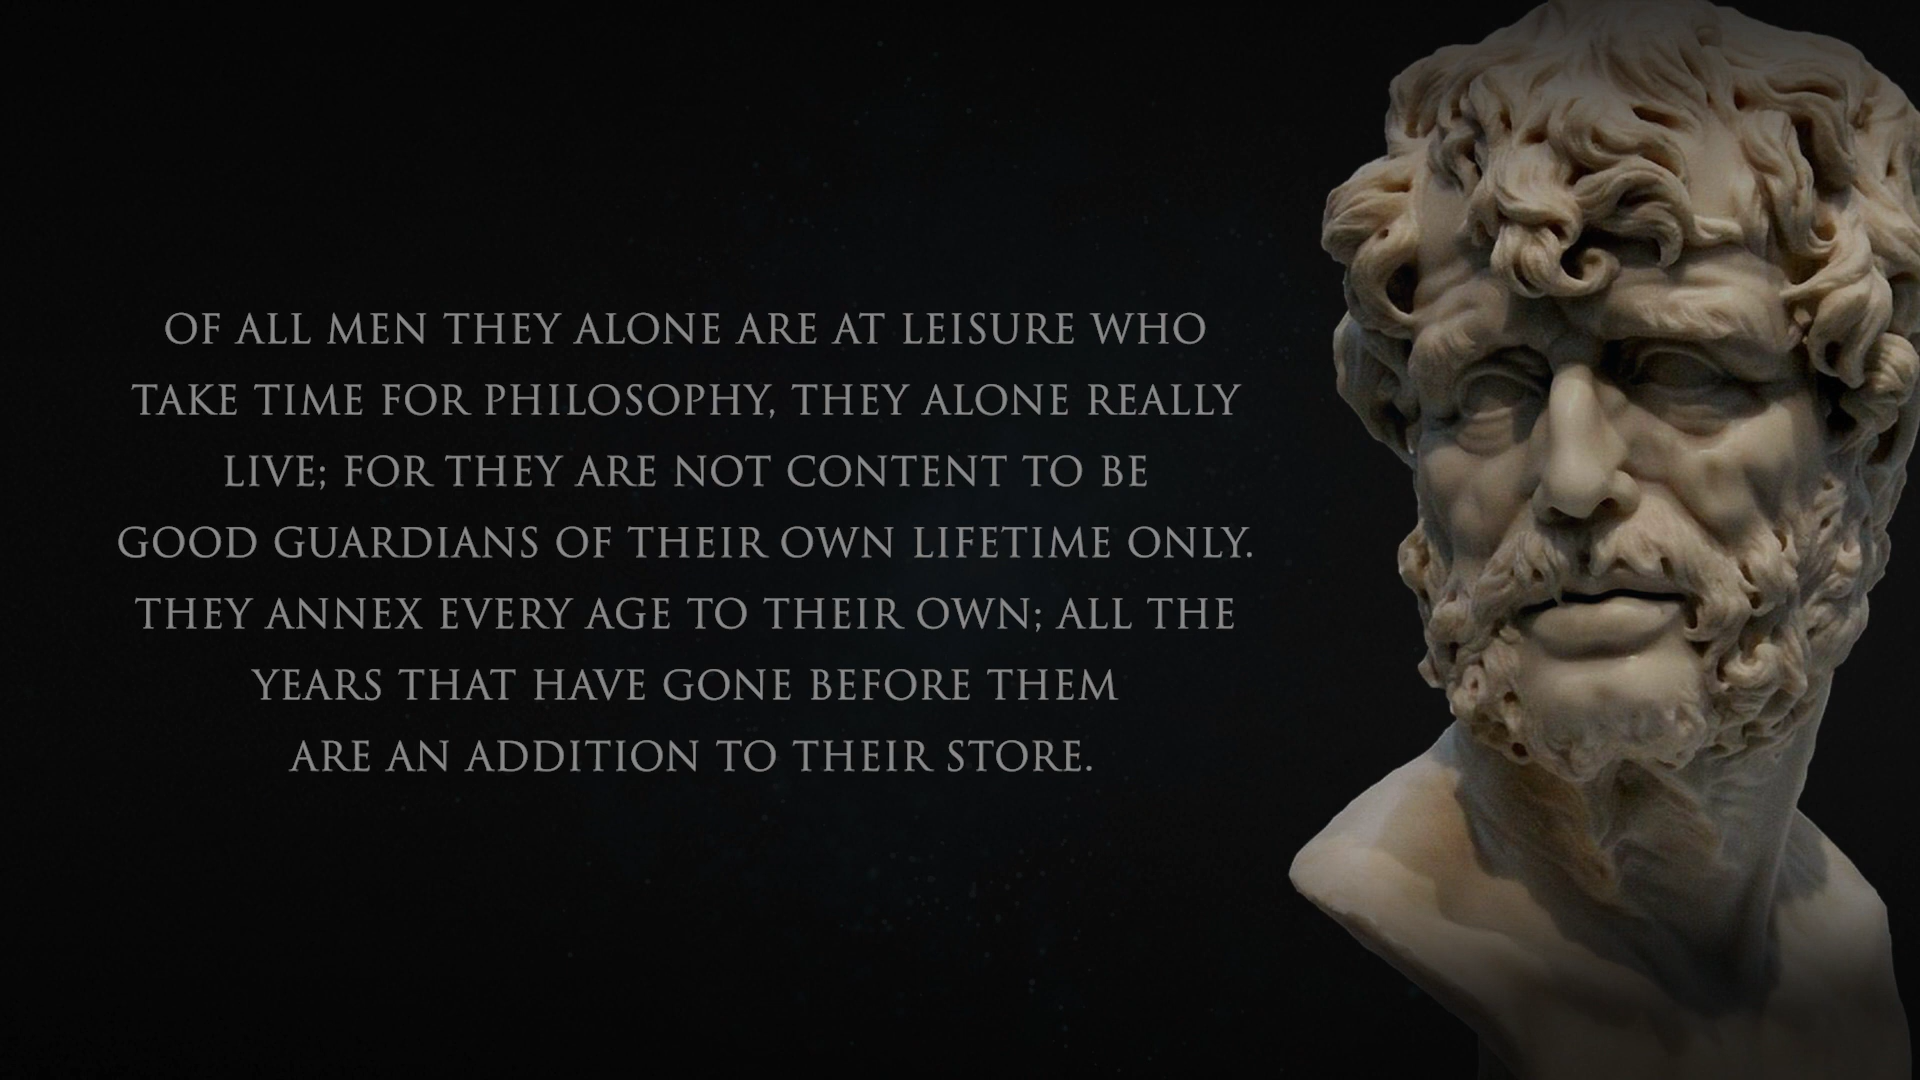 OF ALL MEN THEY ALONE ARE AT LEISURE WHO
TAKE TIME FOR PHILOSOPHY, THEY ALONE REALLY
LIVE; FOR THEY ARE NOT CONTENT TO BE
GOOD GUARDIANS OF THEIR OWN LIFETIME ONLY.
THEY ANNEX EVERY AGE TO THEIR OWN; ALL THE
YEARS THAT HAVE GONE BEFORE THEM
ARE AN ADDITION TO THEIR STORE.